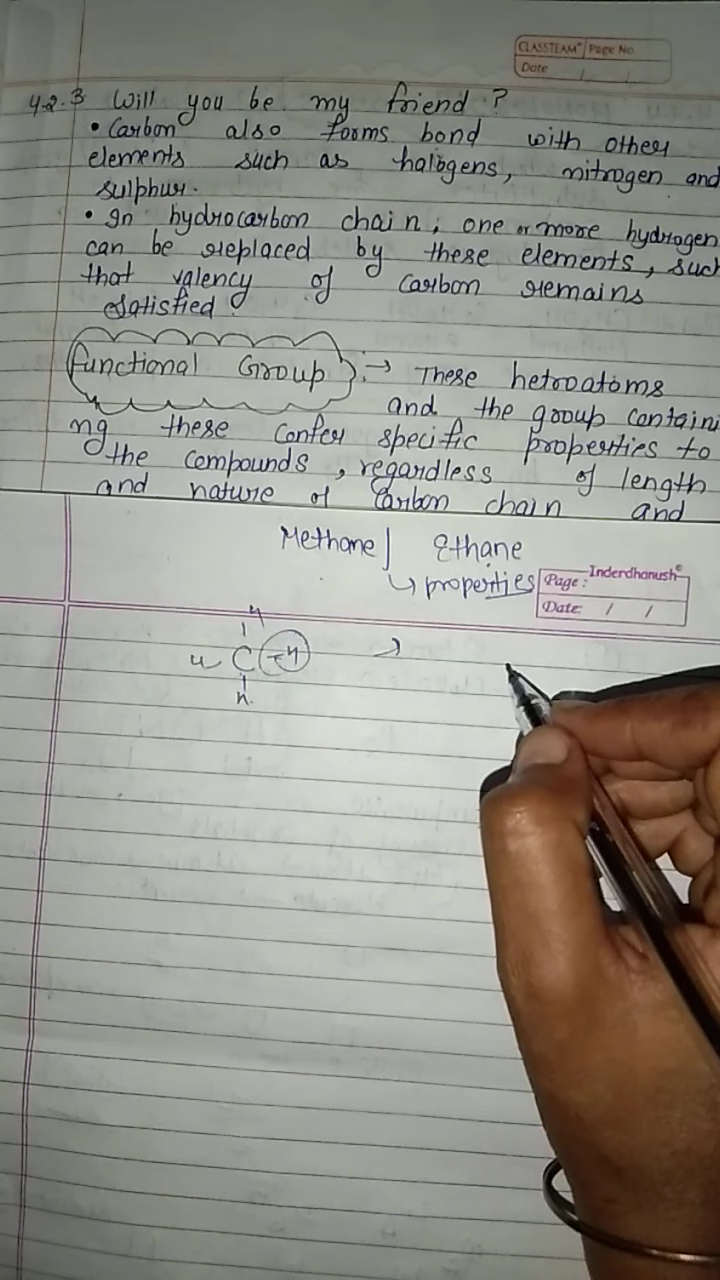 CLASSTEAM® Page No.
Date / /
4.2.3 Will you be my friend ?
• Carbon also forms bond with other
elements such as halogens, nitrogen and
sulphur.
• In hydrocarbon chain, one or more hydrogen
can be replaced by these elements, such
that valency of carbon remains
satisfied.
functional Group :→ These hetroatoms
and the group containi
ng these confer specific properties to
the compounds, regardless of length
and nature of Carbon chain and
Methane / Ethane
↳ properties
Inderdhanush®
Page :
Date: / /
H
H C - H →
H